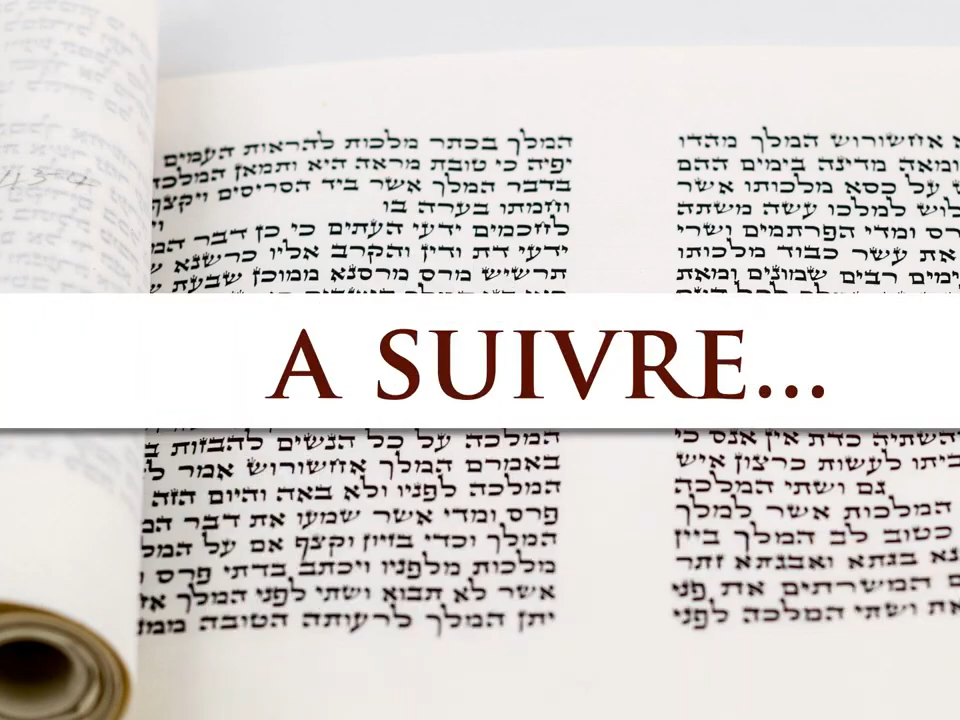 אחשורוש המלך מהדו
ומאה מדינה בימים ההם
על כסא מלכותו אשר
למלכו עשה משתה
ומדי הפרתמים ושרי
את עשר כבוד מלכותו
ימים רבים שמונים ומאת
המלך בכתר מלכות להראות העמים
יפיה כי טובת מראה היא ותמאן המלכה
בדבר המלך אשר ביד הסריסים ויקצף
וחמתו בערה בו
לחכמים ידעי העתים כי כן דבר
ידעי דת ודין והקרב אליו כרשנא
תרשיש מרס מרסנא ממוכן שבעת
A SUIVRE...
השתיה כדת אין אנס כי
ביתו לעשות כרצון איש
גם ושתי המלכה
המלכות אשר למלך
כטוב לב המלך ביין
בגתא ואבגתא זתר
המשרתים את פני
את ושתי המלכה לפני
המלכה על כל הנשים להבזות
באמרם המלך אחשורוש אמר
המלכה לפניו ולא באה והיום הזה
פרס ומדי אשר שמעו את דבר
המלך וכדי בזיון וקצף אם על
מלכות מלפניו ויכתב בדתי פרס
אשר לא תבוא ושתי לפני המלך
יתן המלך לרעותה הטובה